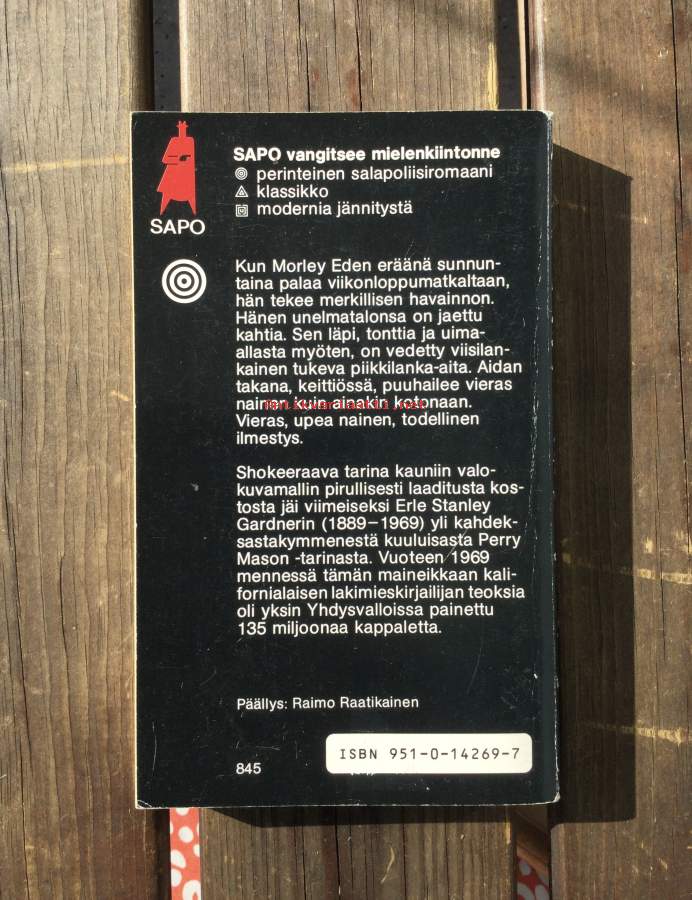 SAPO vangitsee mielenkiintonne
perinteinen salapoliisiromaani
klassikko
modernia jännitystä
SAPO
Kun Morley Eden eräänä sunnun-
taina palaa viikonloppumatkaltaan,
hän tekee merkillisen havainnon.
Hänen unelmatalonsa on jaettu
kahtia. Sen läpi, tonttia ja uima-
allasta myöten, on vedetty viisilan-
kainen tukeva piikkilanka-aita. Aidan
takana, keittiössä, puuhailee vieras
nainen kuin ainakin kotonaan.
Antikvariaatti.net
Vieras, upea nainen, todellinen
ilmestys.
Shokeeraava tarina kauniin valo-
kuvamallin pirullisesti laaditusta kos-
tosta jäi viimeiseksi Erle Stanley
Gardnerin (1889–1969) yli kahdek-
sastakymmenestä kuuluisasta Perry
Mason -tarinasta. Vuoteen 1969
mennessä tämän maineikkaan kali-
fornialaisen lakimieskirjailijan teoksia
oli yksin Yhdysvalloissa painettu
135 miljoonaa kappaletta.
Päällys: Raimo Raatikainen
ISBN 951-0-14269-7
845